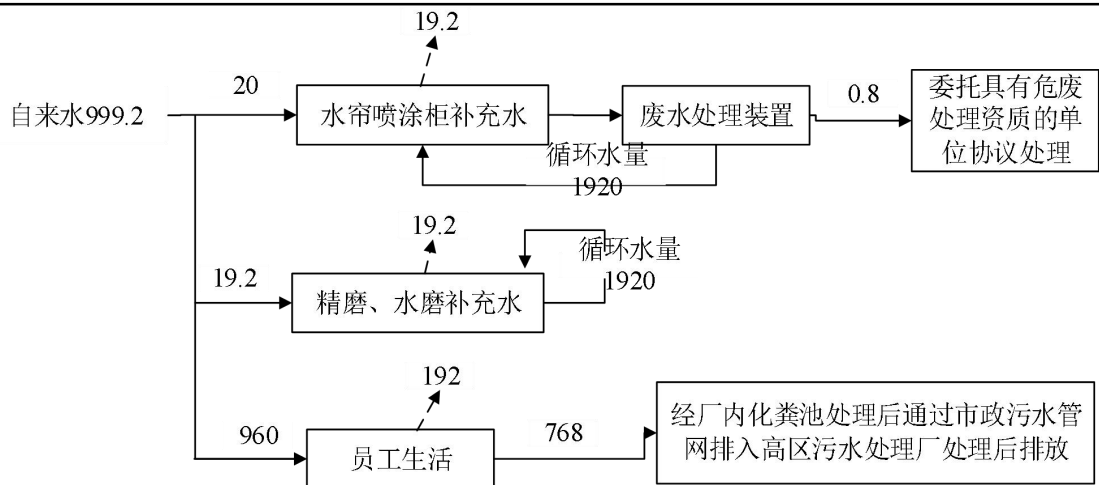 19.2
20
自来水999.2
水帘喷涂柜补充水
废水处理装置
0.8
委托具有危废
处理资质的单
位协议处理
循环水量
1920
19.2
循环水量
1920
19.2
精磨、水磨补充水
192
960
员工生活
768
经厂内化粪池处理后通过市政污水管
网排入高区污水处理厂处理后排放